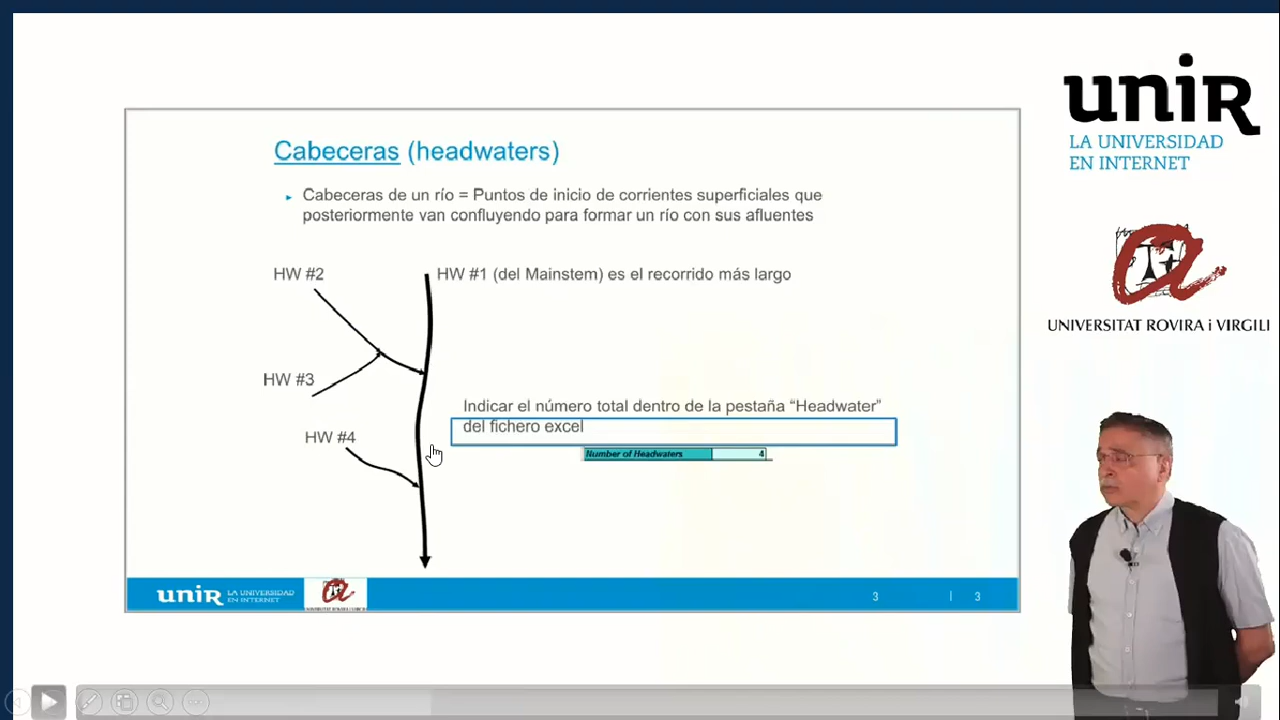 unir
LA UNIVERSIDAD
EN INTERNET
UNIVERSITAT ROVIRA i VIRGILI
Cabeceras (headwaters)
Cabeceras de un río = Puntos de inicio de corrientes superficiales que
posteriormente van confluyendo para formar un río con sus afluentes
HW #2
HW #1 (del Mainstem) es el recorrido más largo
HW #3
HW #4
Indicar el número total dentro de la pestaña “Headwater”
del fichero excel
Number of Headwaters 4
unir LA UNIVERSIDAD
EN INTERNET
3 | 3